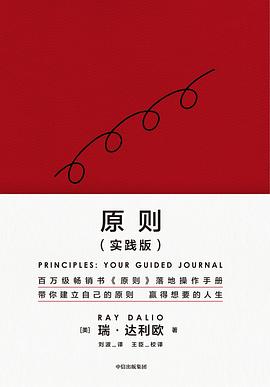 原则
（实践版）
PRINCIPLES: YOUR GUIDED JOURNAL
百万级畅销书《原则》落地操作手册
带你建立自己的原则 赢得想要的人生
RAY DALIO
[美] 瑞·达利欧 著
刘波_译 王臣_校译
中信出版集团